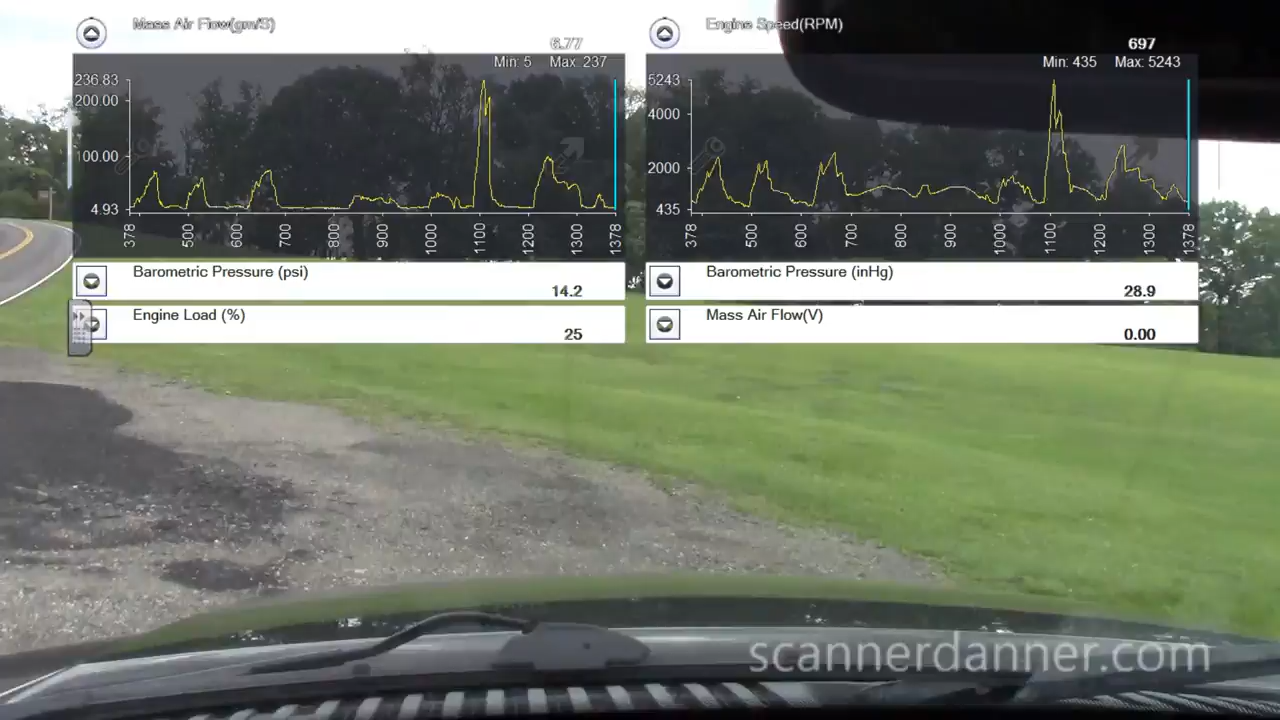 Mass Air Flow(gm/S)
6.77
Min: 5 Max: 237
236.83
200.00
100.00
4.93
378 500 600 700 800 900 1000 1100 1200 1300 1378
Engine Speed(RPM)
697
Min: 435 Max: 5243
5243
4000
2000
435
378 500 600 700 800 900 1000 1100 1200 1300 1378
Barometric Pressure (psi)
14.2
Barometric Pressure (inHg)
28.9
Engine Load (%)
25
Mass Air Flow(V)
0.00
scannerdanner.com